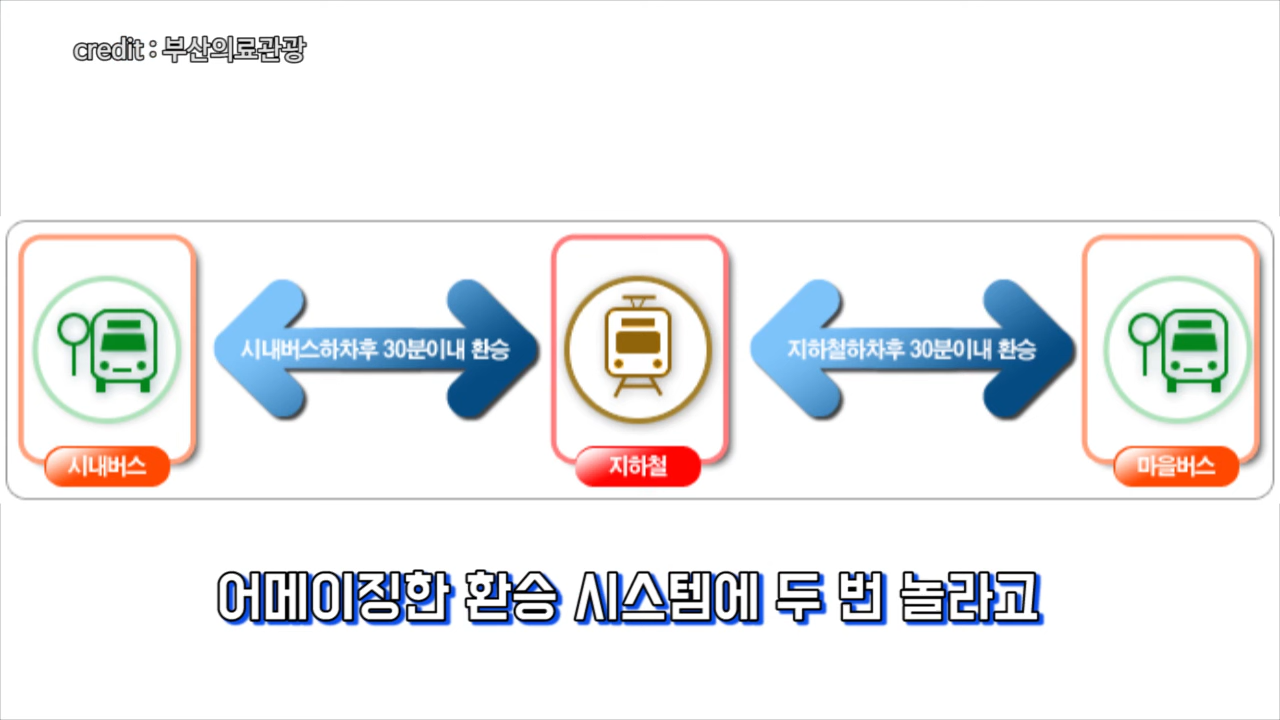 credit : 부산의료관광
시내버스하차후 30분이내 환승
지하철하차후 30분이내 환승
시내버스
지하철
마을버스
어메이징한 환승 시스템에 두 번 놀라고